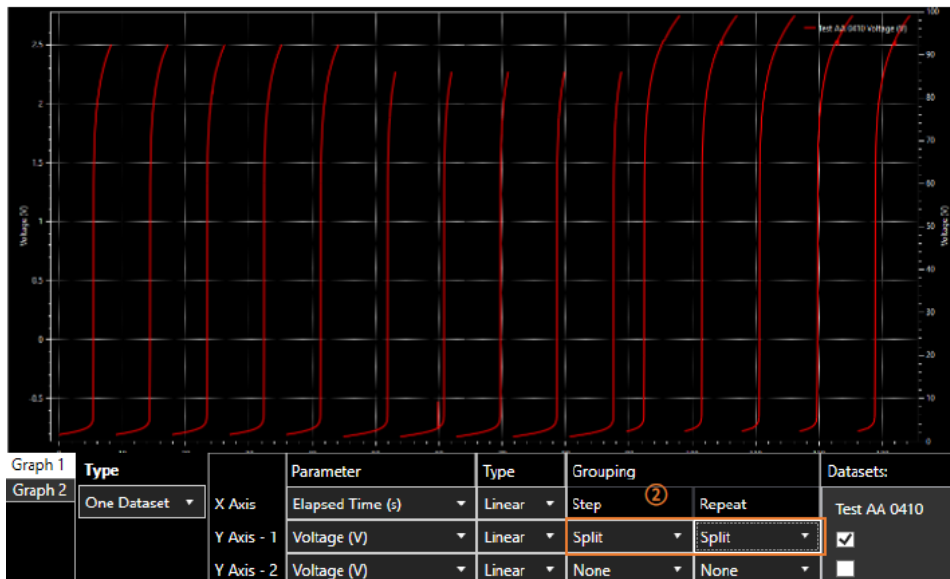 100
Test AA 0410 Voltage (V)
2.5
90
80
2
70
1.5
60
Voltage (V)
1
50
Voltage (V)
40
0.5
30
0
20
-0.5
10
0
Graph 1
Type
Parameter
Type
Grouping
Datasets:
Graph 2
One Dataset
X Axis
Elapsed Time (s)
Linear
Step
②
Repeat
Test AA 0410
Y Axis - 1
Voltage (V)
Linear
Split
Split
Y Axis - 2
Voltage (V)
Linear
None
None